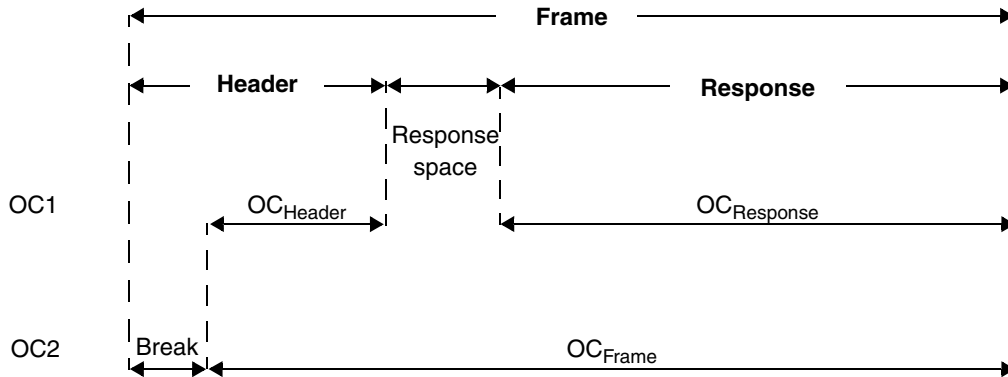 Frame
Header
Response
Response
space
OC1
OCHeader
OCResponse
OC2
Break
OCFrame